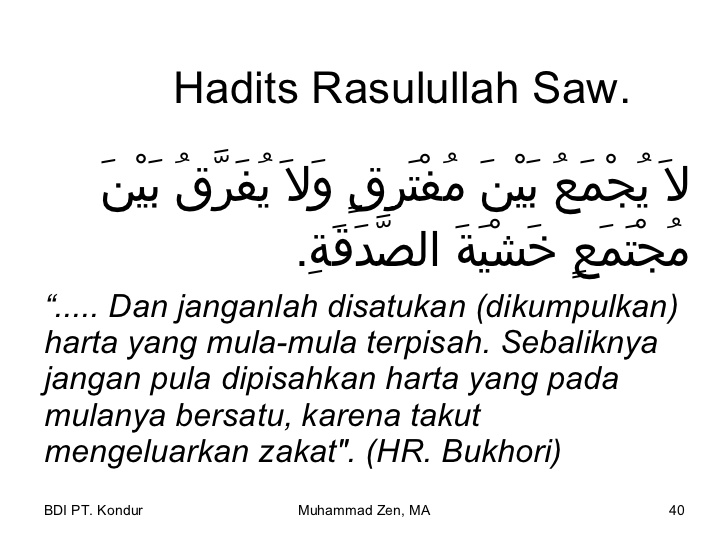 Hadits Rasulullah Saw.
لاَ يُجْمَعُ بَيْنَ مُفْتَرِقٍ وَلاَ يُفَرَّقُ بَيْنَ
مُجْتَمَعٍ خَشْيَةَ الصَّدَقَةِ.
“..... Dan janganlah disatukan (dikumpulkan)
harta yang mula-mula terpisah. Sebaliknya
jangan pula dipisahkan harta yang pada
mulanya bersatu, karena takut
mengeluarkan zakat". (HR. Bukhori)
BDI PT. Kondur Muhammad Zen, MA 40